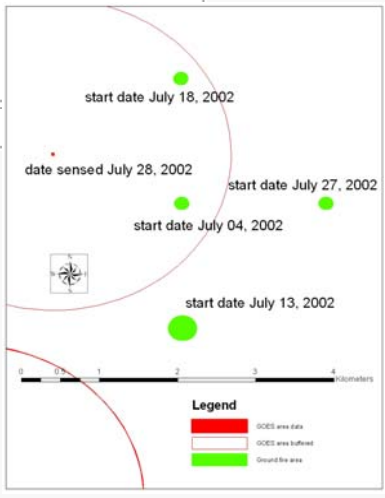 start date July 18, 2002
date sensed July 28, 2002
start date July 27, 2002
start date July 04, 2002
start date July 13, 2002
0 0.5 1 2 3 4
Kilometers
Legend
GOES area data
GOES area buffered
Ground fire area